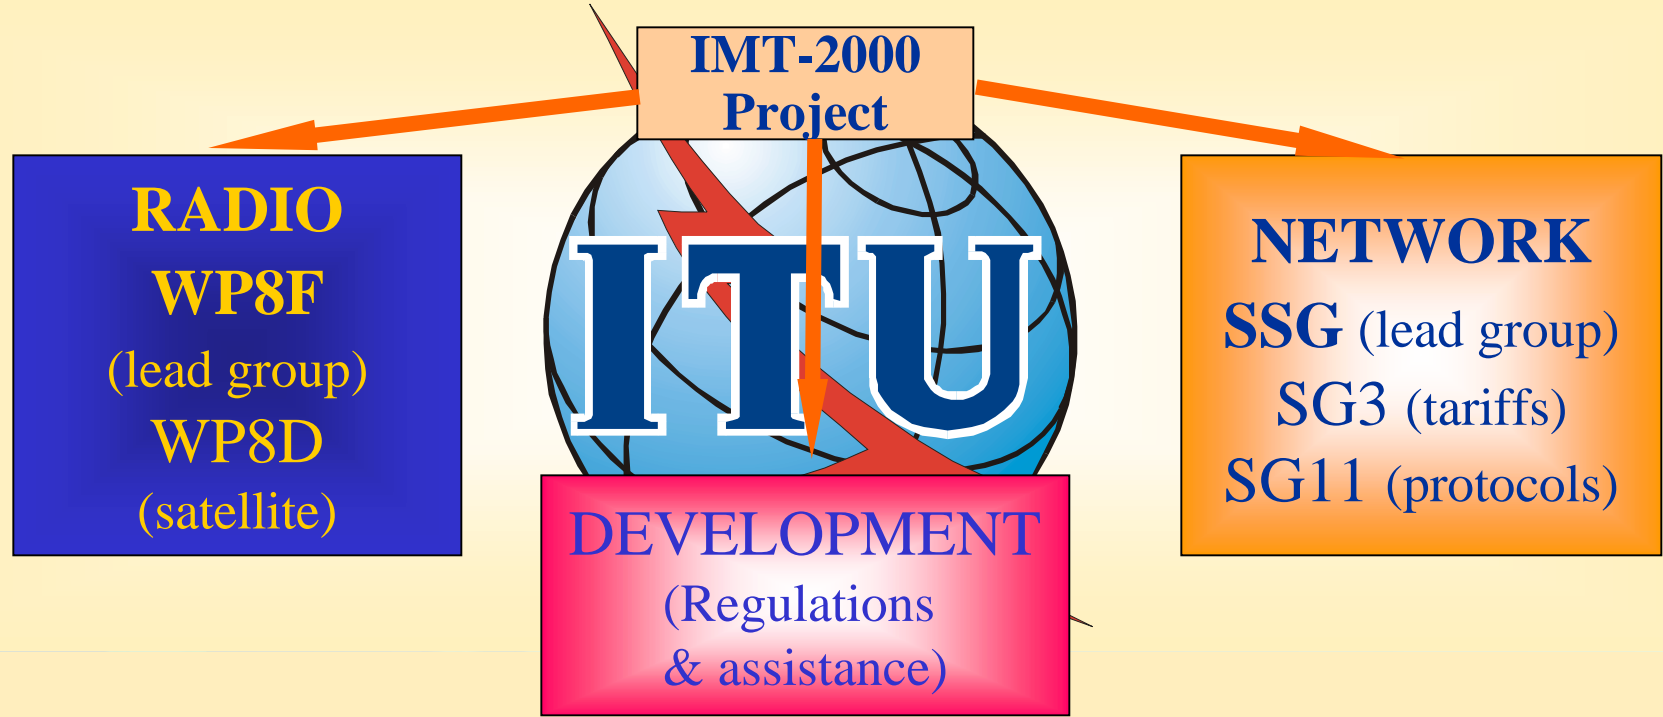 IMT-2000
Project
RADIO
WP8F
(lead group)
WP8D
(satellite)
ITU
NETWORK
SSG (lead group)
SG3 (tariffs)
SG11 (protocols)
DEVELOPMENT
(Regulations
& assistance)